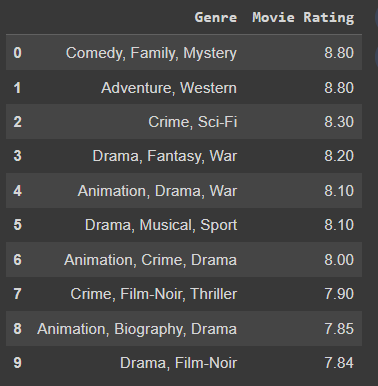 Genre Movie Rating
0 Comedy, Family, Mystery 8.80
1 Adventure, Western 8.80
2 Crime, Sci-Fi 8.30
3 Drama, Fantasy, War 8.20
4 Animation, Drama, War 8.10
5 Drama, Musical, Sport 8.10
6 Animation, Crime, Drama 8.00
7 Crime, Film-Noir, Thriller 7.90
8 Animation, Biography, Drama 7.85
9 Drama, Film-Noir 7.84